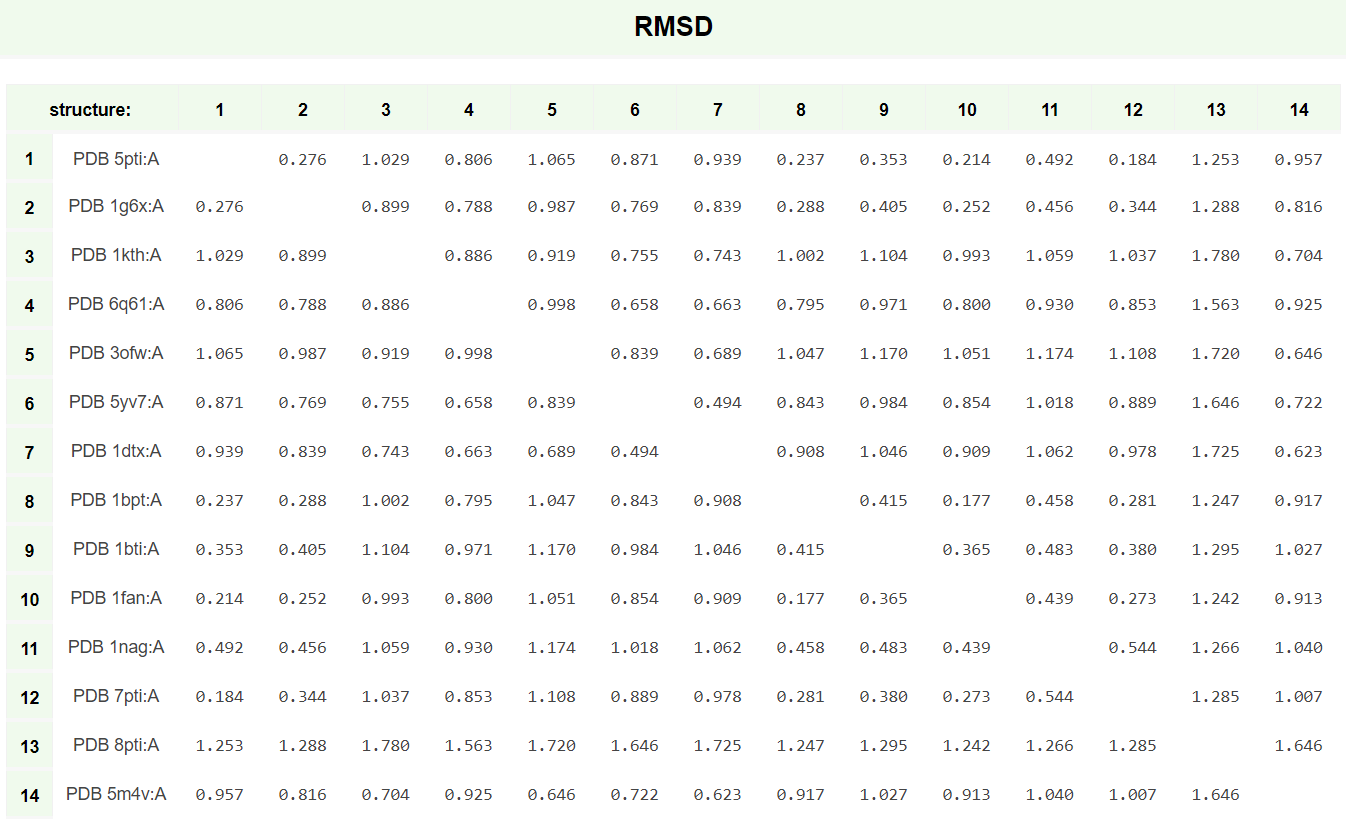 RMSD
structure: 1 2 3 4 5 6 7 8 9 10 11 12 13 14
1 PDB 5pti:A 0.276 1.029 0.806 1.065 0.871 0.939 0.237 0.353 0.214 0.492 0.184 1.253 0.957
2 PDB 1g6x:A 0.276 0.899 0.788 0.987 0.769 0.839 0.288 0.405 0.252 0.456 0.344 1.288 0.816
3 PDB 1kth:A 1.029 0.899 0.886 0.919 0.755 0.743 1.002 1.104 0.993 1.059 1.037 1.780 0.704
4 PDB 6q61:A 0.806 0.788 0.886 0.998 0.658 0.663 0.795 0.971 0.800 0.930 0.853 1.563 0.925
5 PDB 3ofw:A 1.065 0.987 0.919 0.998 0.839 0.689 1.047 1.170 1.051 1.174 1.108 1.720 0.646
6 PDB 5yv7:A 0.871 0.769 0.755 0.658 0.839 0.494 0.843 0.984 0.854 1.018 0.889 1.646 0.722
7 PDB 1dtx:A 0.939 0.839 0.743 0.663 0.689 0.494 0.908 1.046 0.909 1.062 0.978 1.725 0.623
8 PDB 1bpt:A 0.237 0.288 1.002 0.795 1.047 0.843 0.908 0.415 0.177 0.458 0.281 1.247 0.917
9 PDB 1bti:A 0.353 0.405 1.104 0.971 1.170 0.984 1.046 0.415 0.365 0.483 0.380 1.295 1.027
10 PDB 1fan:A 0.214 0.252 0.993 0.800 1.051 0.854 0.909 0.177 0.365 0.439 0.273 1.242 0.913
11 PDB 1nag:A 0.492 0.456 1.059 0.930 1.174 1.018 1.062 0.458 0.483 0.439 0.544 1.266 1.040
12 PDB 7pti:A 0.184 0.344 1.037 0.853 1.108 0.889 0.978 0.281 0.380 0.273 0.544 1.285 1.007
13 PDB 8pti:A 1.253 1.288 1.780 1.563 1.720 1.646 1.725 1.247 1.295 1.242 1.266 1.285 1.646
14 PDB 5m4v:A 0.957 0.816 0.704 0.925 0.646 0.722 0.623 0.917 1.027 0.913 1.040 1.007 1.646